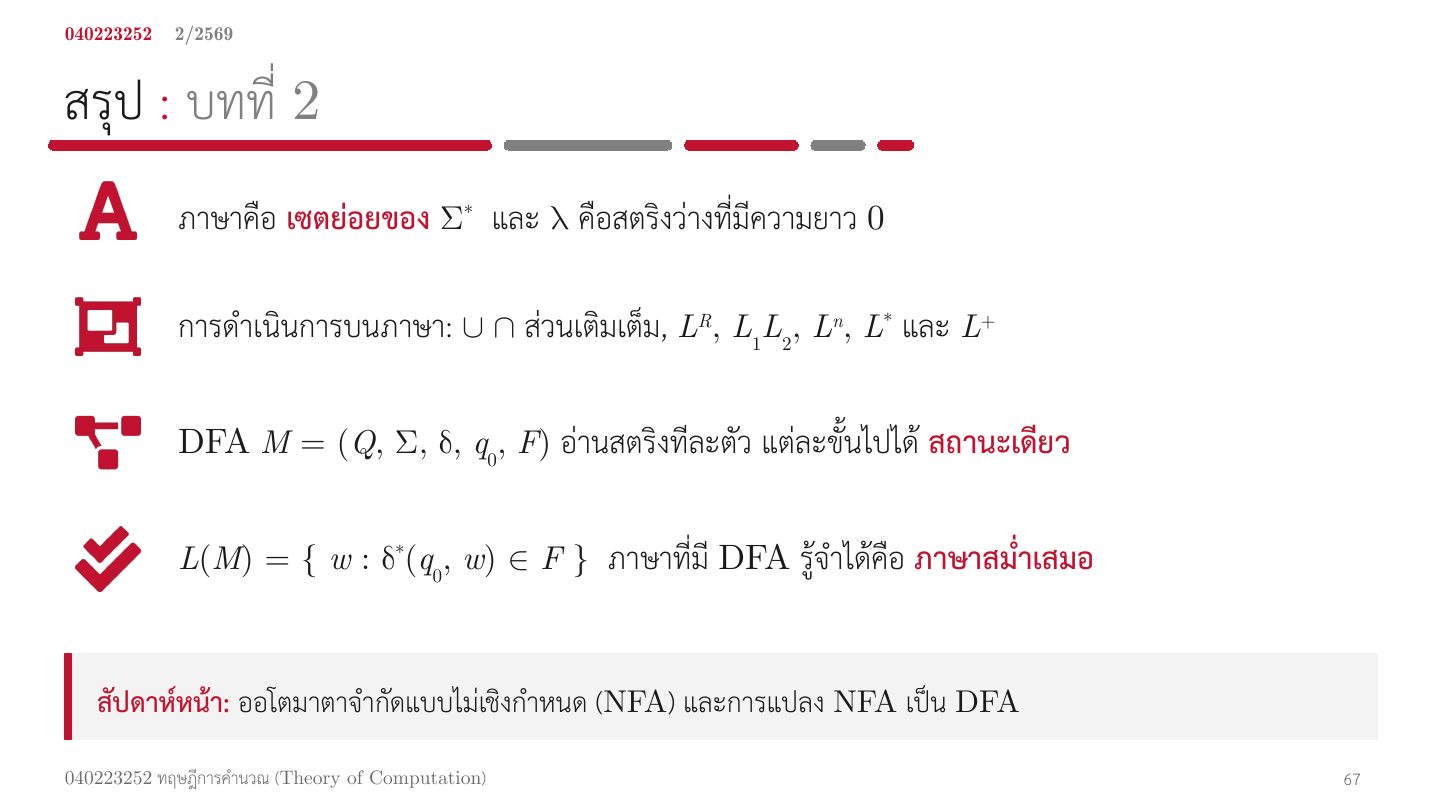 040223252 2/2569
สรุป : บทที่ 2
ภาษาคือ เซตย่อยของ Σ* และ λ คือสตริงว่างที่มีความยาว 0
การดำเนินการบนภาษา: ∪ ∩ ส่วนเติมเต็ม, Lᴿ, L₁L₂, Lⁿ, L* และ L⁺
DFA M = (Q, Σ, δ, q₀, F) อ่านสตริงทีละตัว แต่ละขั้นไปได้ สถานะเดียว
L(M) = { w : δ*(q₀, w) ∈ F } ภาษาที่มี DFA รู้จำได้คือ ภาษาสม่ำเสมอ
สัปดาห์หน้า: ออโตมาตาจำกัดแบบไม่เชิงกำหนด (NFA) และการแปลง NFA เป็น DFA
040223252 ทฤษฎีการคำนวณ (Theory of Computation) 67